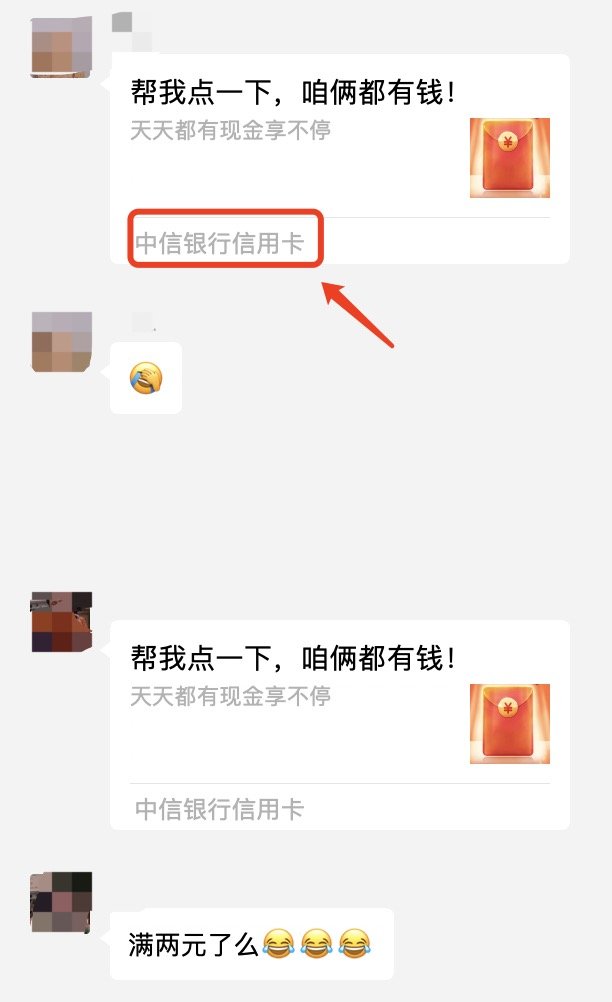 帮我点一下，咱俩都有钱！
天天都有现金享不停
¥
中信银行信用卡
帮我点一下，咱俩都有钱！
天天都有现金享不停
¥
中信银行信用卡
满两元了么😂😂😂